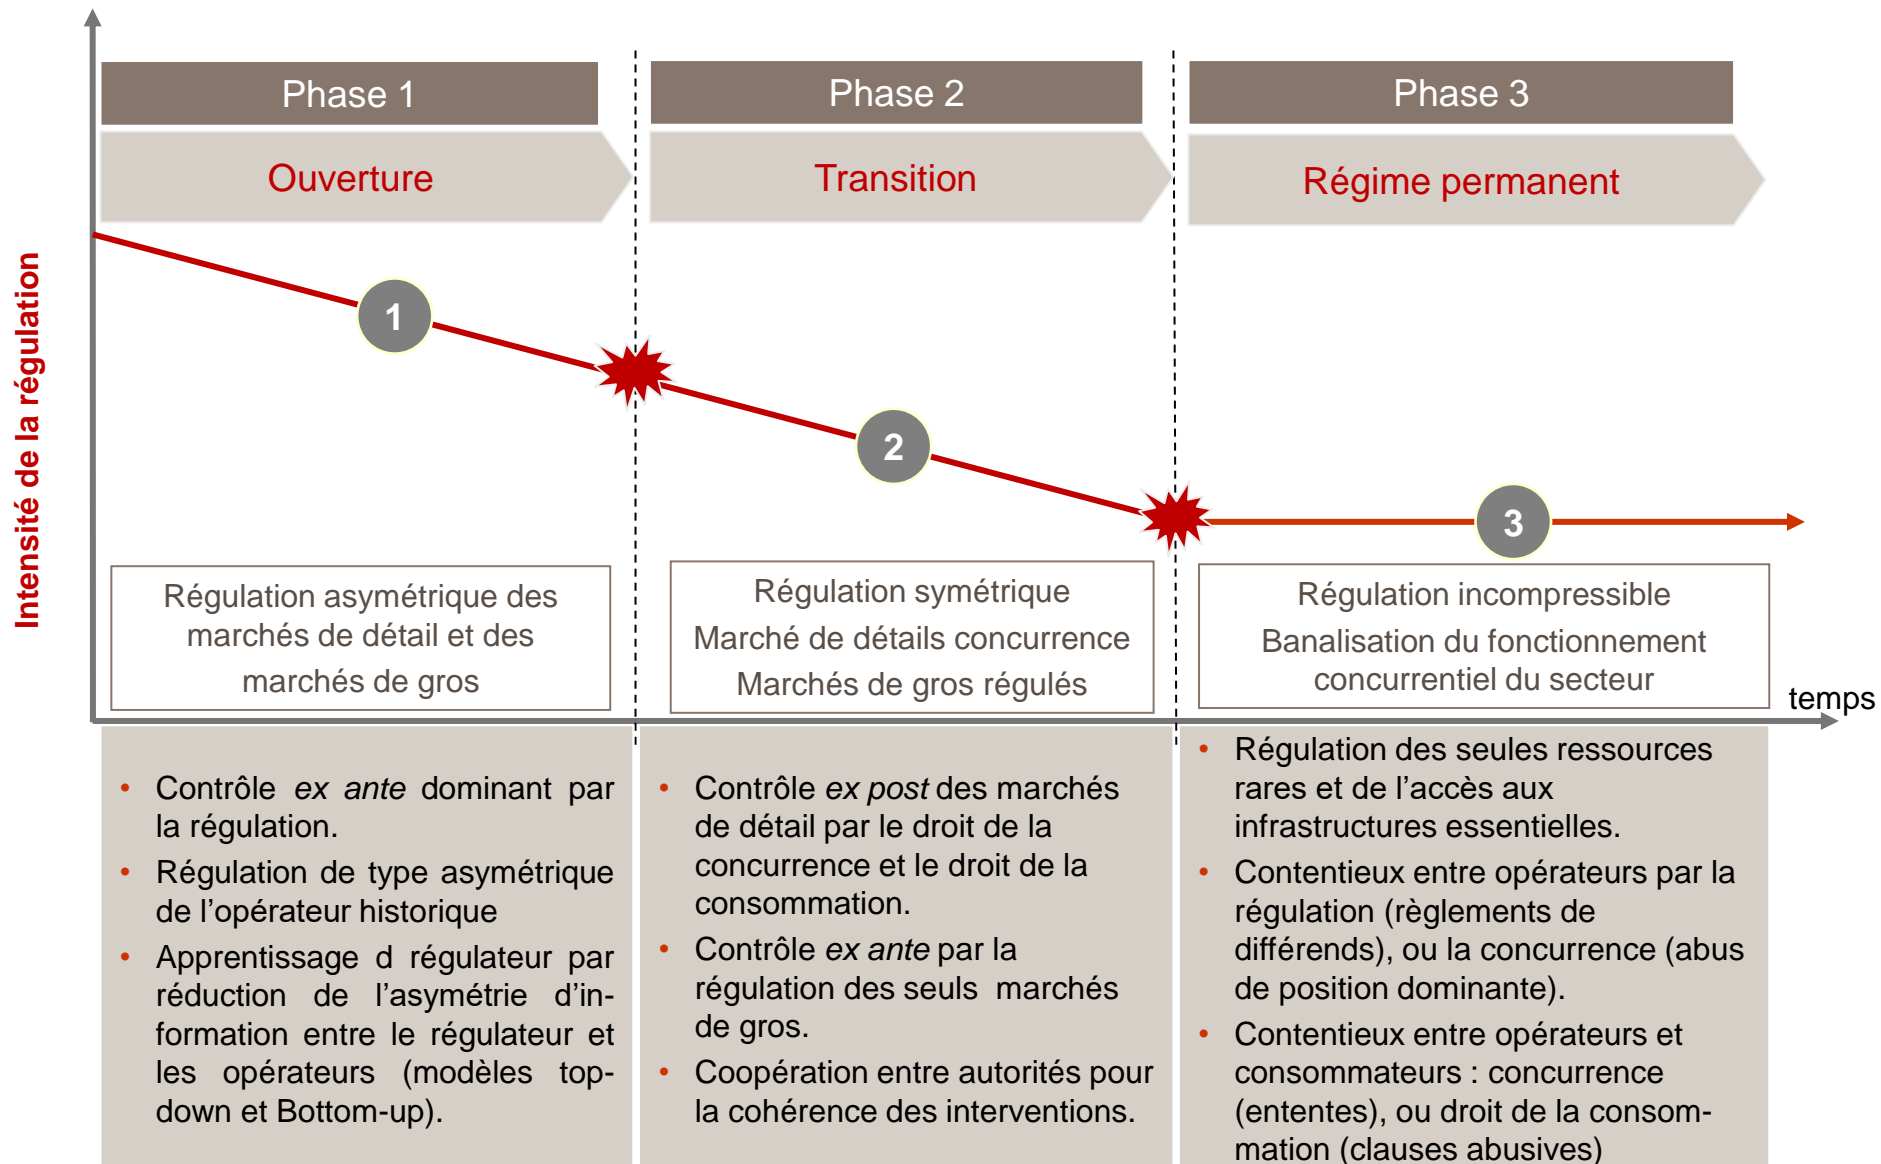 Phase 1
Phase 2
Phase 3
Ouverture
Transition
Régime permanent
Intensité de la régulation
1
2
3
Régulation asymétrique des
marchés de détail et des
marchés de gros
Régulation symétrique
Marché de détails concurrence
Marchés de gros régulés
Régulation incompressible
Banalisation du fonctionnement
concurrentiel du secteur
temps
• Contrôle ex ante dominant par
la régulation.
• Régulation de type asymétrique
de l’opérateur historique
• Apprentissage d régulateur par
réduction de l’asymétrie d’in-
formation entre le régulateur et
les opérateurs (modèles top-
down et Bottom-up).
• Contrôle ex post des marchés
de détail par le droit de la
concurrence et le droit de la
consommation.
• Contrôle ex ante par la
régulation des seuls marchés
de gros.
• Coopération entre autorités pour
la cohérence des interventions.
• Régulation des seules ressources
rares et de l’accès aux
infrastructures essentielles.
• Contentieux entre opérateurs par la
régulation (règlements de
différends), ou la concurrence (abus
de position dominante).
• Contentieux entre opérateurs et
consommateurs : concurrence
(ententes), ou droit de la consom-
mation (clauses abusives)